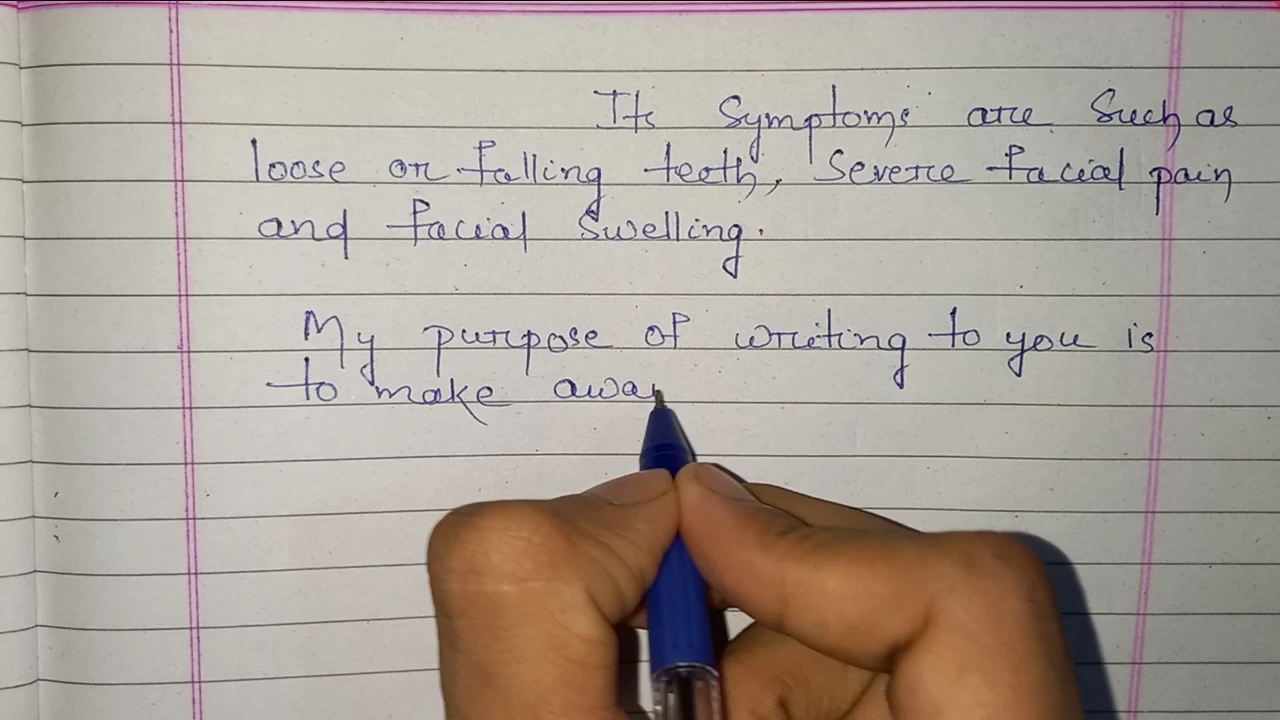 Its Symptoms are Such as
loose or falling teeth, Severe facial pain
and facial Swelling.
My purpose of writing to you is
to make awar